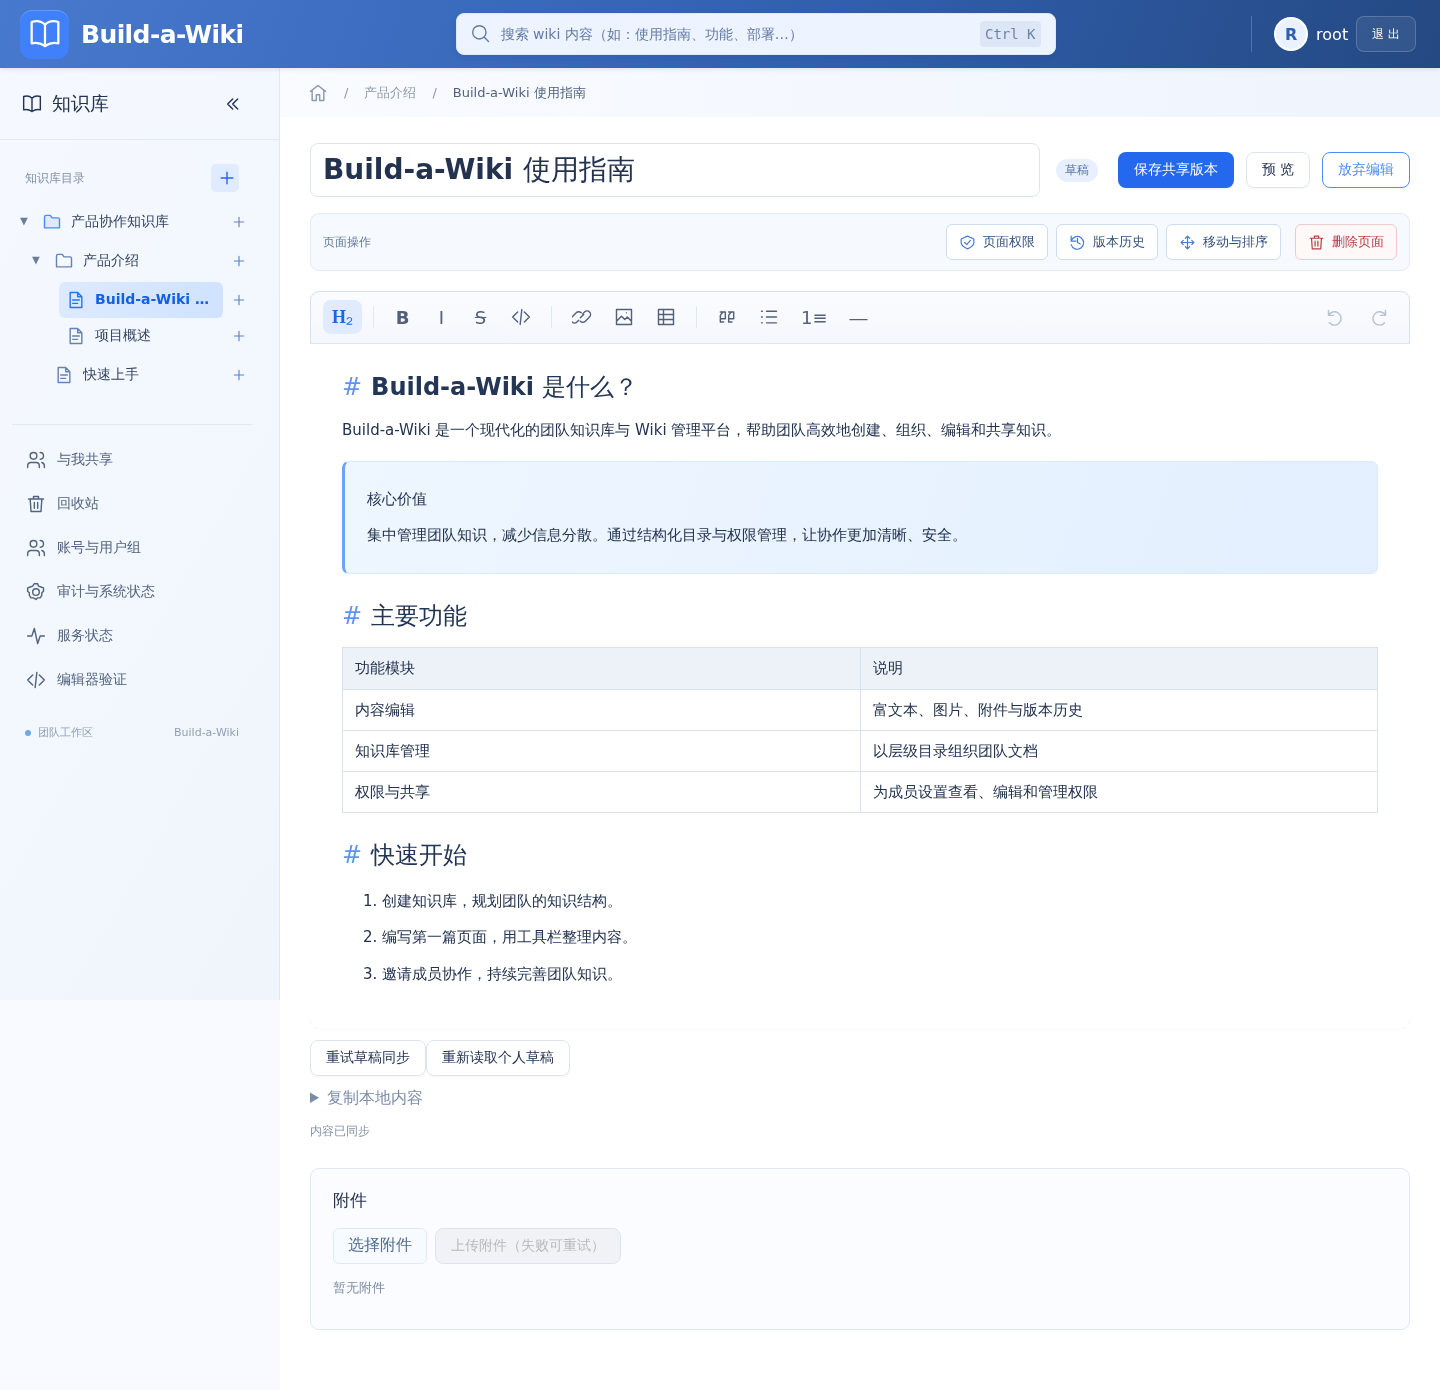 Build-a-Wiki
搜索 wiki 内容（如：使用指南、功能、部署...）
Ctrl K
R
root
退 出
知识库
/ 产品介绍 / Build-a-Wiki 使用指南
知识库目录
产品协作知识库
产品介绍
Build-a-Wiki ...
项目概述
快速上手
与我共享
回收站
账号与用户组
审计与系统状态
服务状态
编辑器验证
团队工作区
Build-a-Wiki
Build-a-Wiki 使用指南
草稿
保存共享版本
预 览
放弃编辑
页面操作
页面权限
版本历史
移动与排序
删除页面
H₂ B I S 1≡ —
# Build-a-Wiki 是什么？
Build-a-Wiki 是一个现代化的团队知识库与 Wiki 管理平台，帮助团队高效地创建、组织、编辑和共享知识。
核心价值
集中管理团队知识，减少信息分散。通过结构化目录与权限管理，让协作更加清晰、安全。
# 主要功能
功能模块 说明
内容编辑 富文本、图片、附件与版本历史
知识库管理 以层级目录组织团队文档
权限与共享 为成员设置查看、编辑和管理权限
# 快速开始
1. 创建知识库，规划团队的知识结构。
2. 编写第一篇页面，用工具栏整理内容。
3. 邀请成员协作，持续完善团队知识。
重试草稿同步
重新读取个人草稿
复制本地内容
内容已同步
附件
选择附件
上传附件（失败可重试）
暂无附件